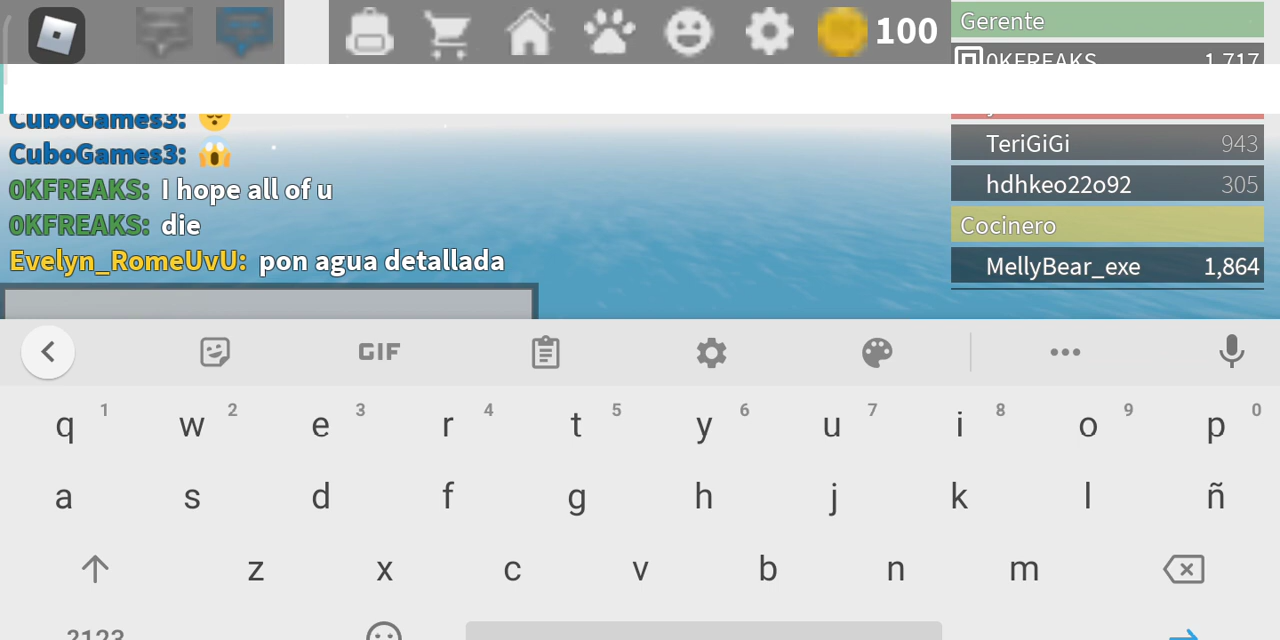 100
Gerente
0KFREAKS 1,717
CuboGames3: 😴
CuboGames3: 😱
0KFREAKS: I hope all of u
0KFREAKS: die
Evelyn_RomeUvU: pon agua detallada
TeriGiGi 943
hdhkeo22o92 305
Cocinero
MellyBear_exe 1,864
GIF
q 1 w 2 e 3 r 4 t 5 y 6 u 7 i 8 o 9 p 0
a s d f g h j k l ñ
z x c v b n m
?123